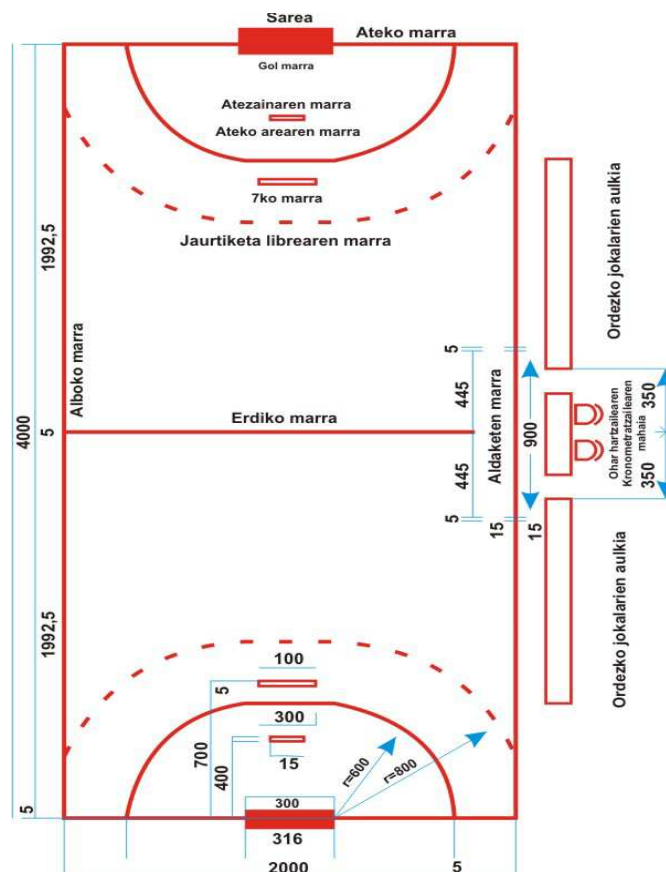 Sarea
Ateko marra
Gol marra
Atezainaren marra
Ateko arearen marra
7ko marra
Jaurtiketa librearen marra
1992,5
Alboko marra
Ordezko jokalarien aulkia
5
445
Aldaketen marra
900
350
Ohar hartzailearen
Kronometratzailearen
mahaia
4000
5
Erdiko marra
445
350
5
15
15
1992,5
Ordezko jokalarien aulkia
100
5
300
700
400
15
r=600
r=800
300
5
316
2000
5